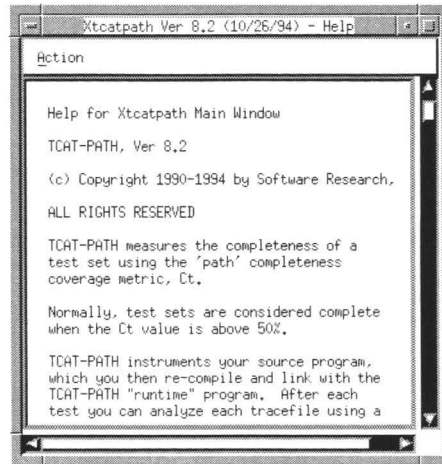 Xtcatpath Ver 8.2 (10/26/94) - Help
Action
Help for Xtcatpath Main Window
TCAT-PATH, Ver 8.2
(c) Copyright 1990-1994 by Software Research,
ALL RIGHTS RESERVED
TCAT-PATH measures the completeness of a
test set using the 'path' completeness
coverage metric, Ct.
Normally, test sets are considered complete
when the Ct value is above 50%.
TCAT-PATH instruments your source program,
which you then re-compile and link with the
TCAT-PATH "runtime" program.  After each
test you can analyze each tracefile using a